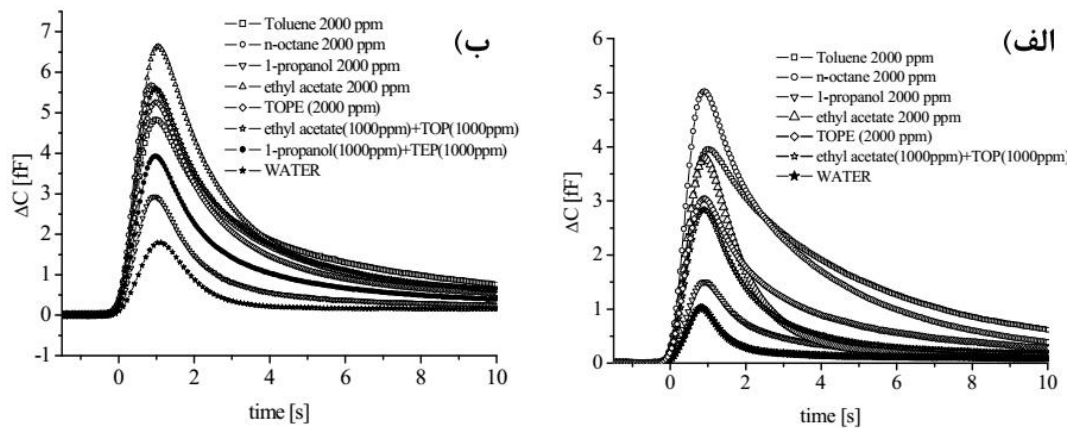 ب)
7
6
5
4
3
2
1
0
-1
ΔC [fF]
Toluene 2000 ppm
n-octane 2000 ppm
1-propanol 2000 ppm
ethyl acetate 2000 ppm
TOPE (2000 ppm)
ethyl acetate(1000ppm)+TOP(1000ppm)
1-propanol(1000ppm)+TEP(1000ppm)
WATER
0 2 4 6 8 10
time [s]
الف)
6
5
4
3
2
1
0
ΔC [fF]
Toluene 2000 ppm
n-octane 2000 ppm
1-propanol 2000 ppm
ethyl acetate 2000 ppm
TOPE (2000 ppm)
ethyl acetate(1000ppm)+TOP(1000ppm)
WATER
0 2 4 6 8 10
time [s]